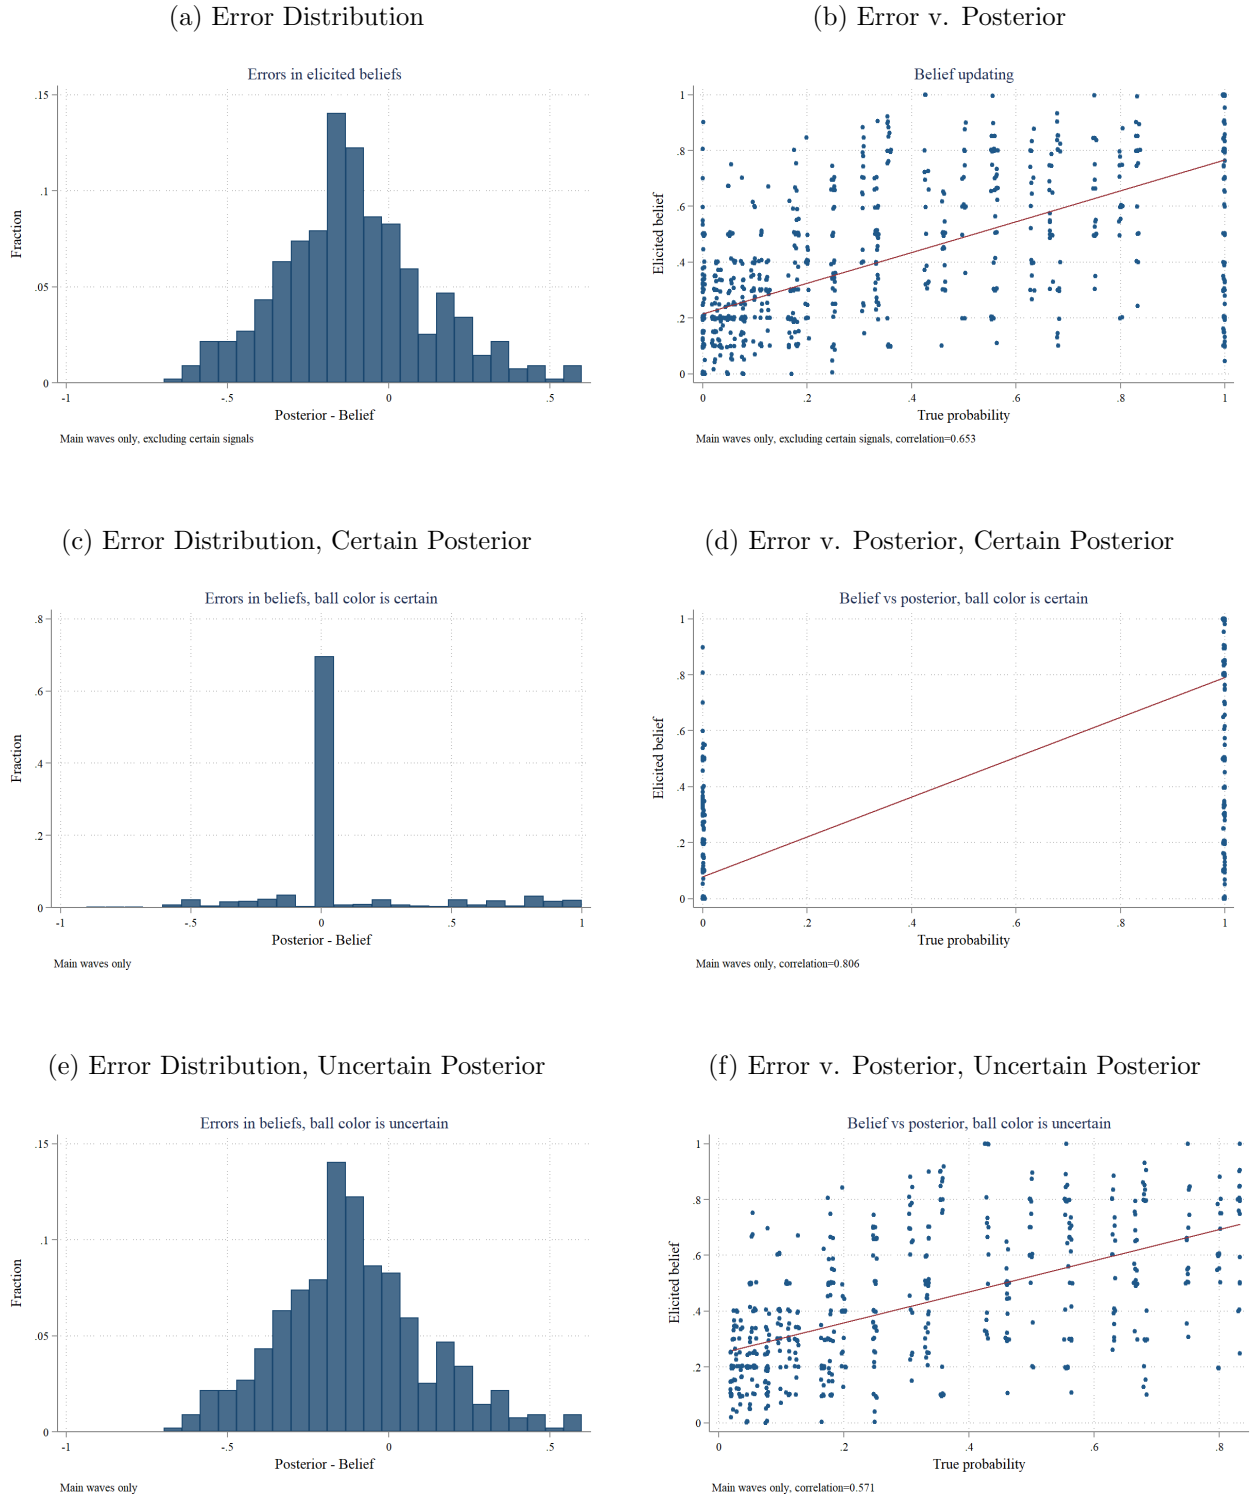 (a) Error Distribution
Errors in elicited beliefs
.15
.1
.05
0
Fraction
-1
-.5
0
.5
Posterior - Belief
Main waves only, excluding certain signals
(b) Error v. Posterior
Belief updating
1
.8
.6
.4
.2
0
Elicited belief
0
.2
.4
.6
.8
1
True probability
Main waves only, excluding certain signals, correlation=0.653
(c) Error Distribution, Certain Posterior
Errors in beliefs, ball color is certain
.8
.6
.4
.2
0
Fraction
-1
-.5
0
.5
1
Posterior - Belief
Main waves only
(d) Error v. Posterior, Certain Posterior
Belief vs posterior, ball color is certain
1
.8
.6
.4
.2
0
Elicited belief
0
.2
.4
.6
.8
1
True probability
Main waves only, correlation=0.806
(e) Error Distribution, Uncertain Posterior
Errors in beliefs, ball color is uncertain
.15
.1
.05
0
Fraction
-1
-.5
0
.5
Posterior - Belief
Main waves only
(f) Error v. Posterior, Uncertain Posterior
Belief vs posterior, ball color is uncertain
1
.8
.6
.4
.2
0
Elicited belief
0
.2
.4
.6
.8
True probability
Main waves only, correlation=0.571